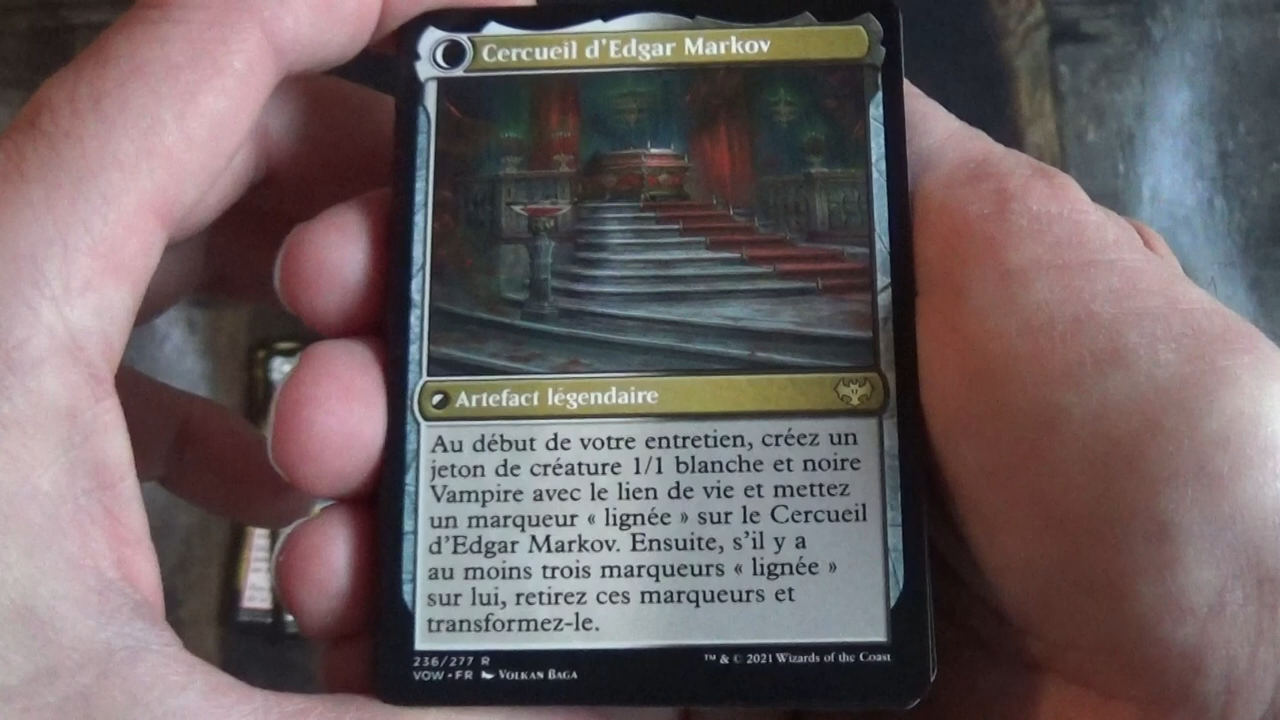 Cercueil d'Edgar Markov
Artefact légendaire
Au début de votre entretien, créez un
jeton de créature 1/1 blanche et noire
Vampire avec le lien de vie et mettez
un marqueur « lignée » sur le Cercueil
d'Edgar Markov. Ensuite, s'il y a
au moins trois marqueurs « lignée »
sur lui, retirez ces marqueurs et
transformez-le.
236/277 R
VOW • FR VOLKAN BAGA
™ & © 2021 Wizards of the Coast